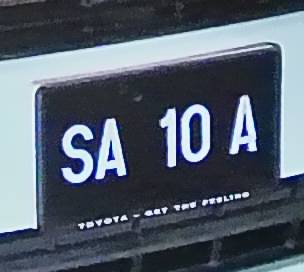 SA 10 A
TOYOTA - GET THE FEELING